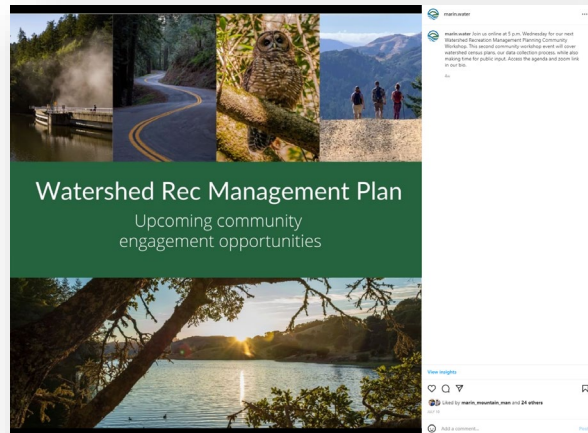 Watershed Rec Management Plan
Upcoming community
engagement opportunities
marin.water
marin.water Join us online at 5 p.m. Wednesday for our next
Watershed Recreation Management Planning Community
Workshop. This second community workshop event will cover
watershed census plans, our data collection process, while also
making time for public input. Access the agenda and zoom link
in our bio.
View insights
Liked by marin_mountain_man and 24 others
Add a comment...
Post